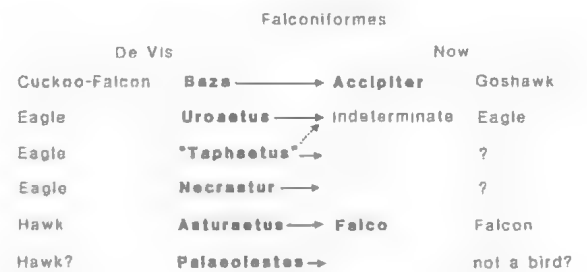 Falconiformes
De Vis Now
Cuckoo-Falcon Baza Accipiter Goshawk
Eagle Uroaetus indeterminate Eagle
Eagle "Taphaetus" ?
Eagle Necrastur ?
Hawk Asturaetus Falco Falcon
Hawk? Palaeolestes not a bird?